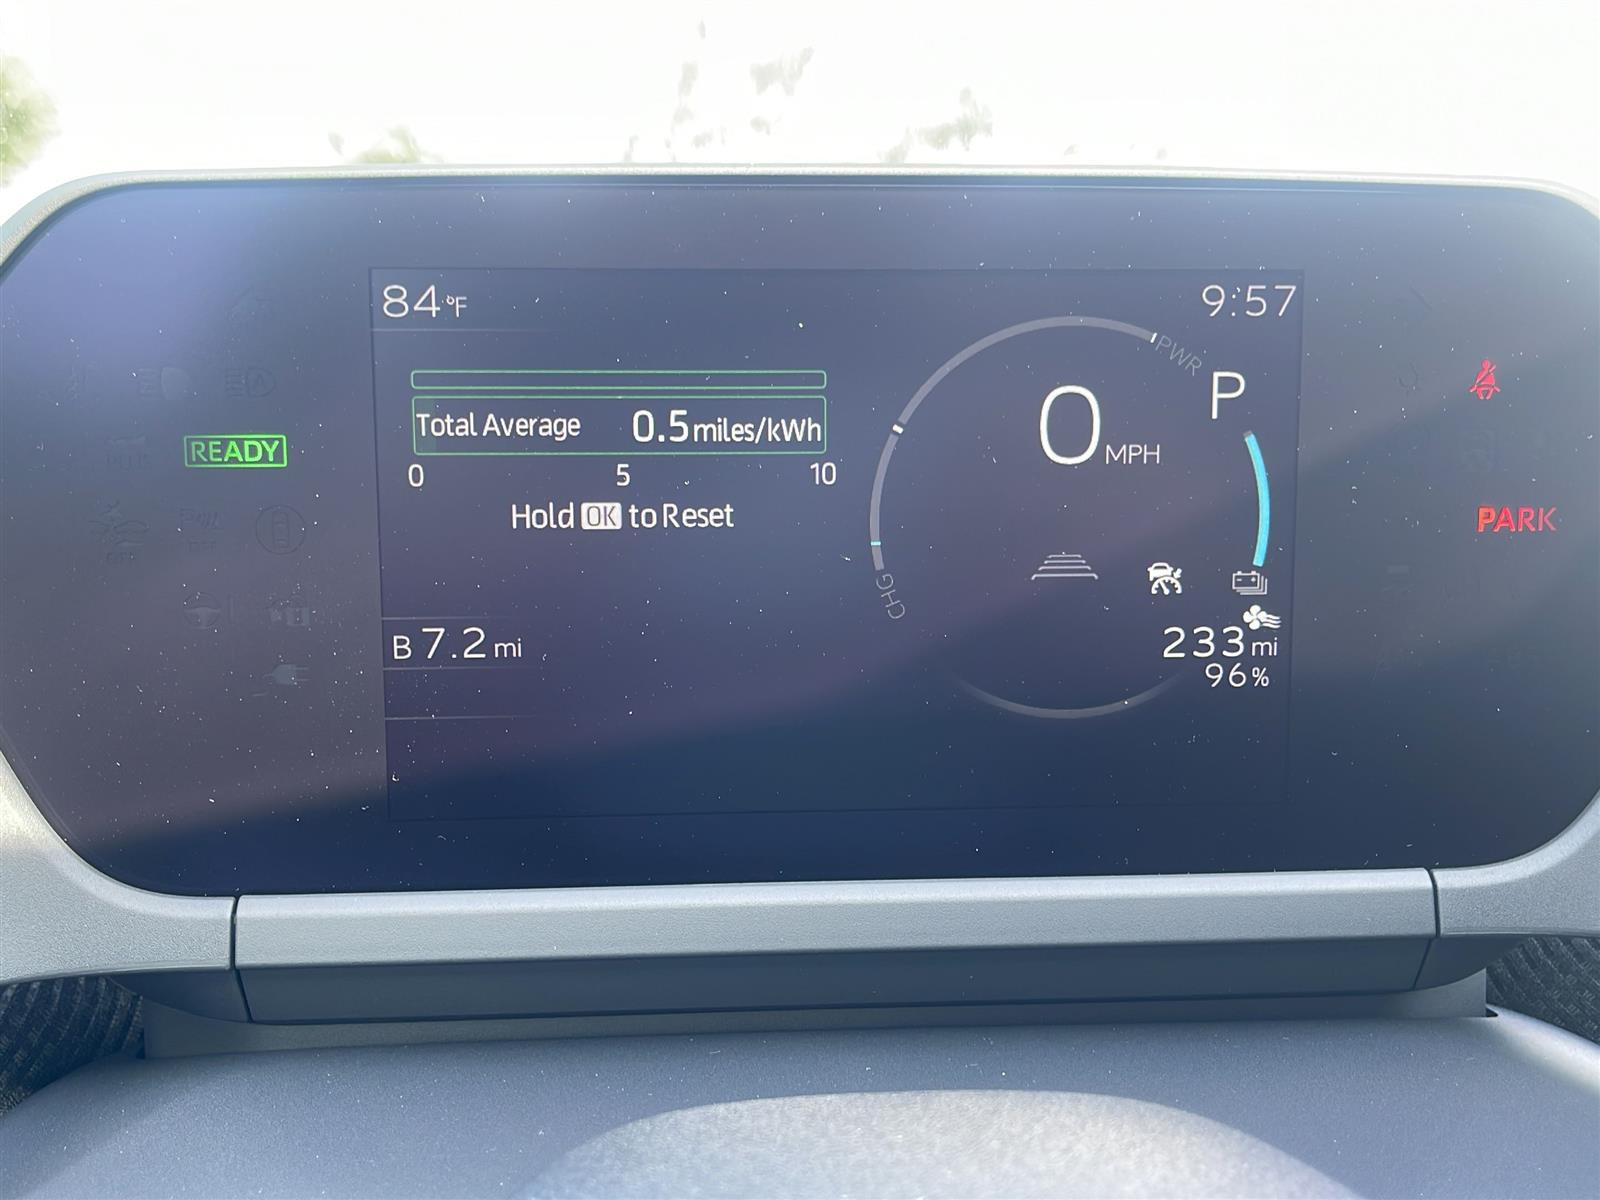 84°F
9:57
PWR
P
Total Average 0.5 miles/kWh
0 MPH
READY
0 5 10
Hold OK to Reset
PARK
CHG
B 7.2 mi
233 mi
96%